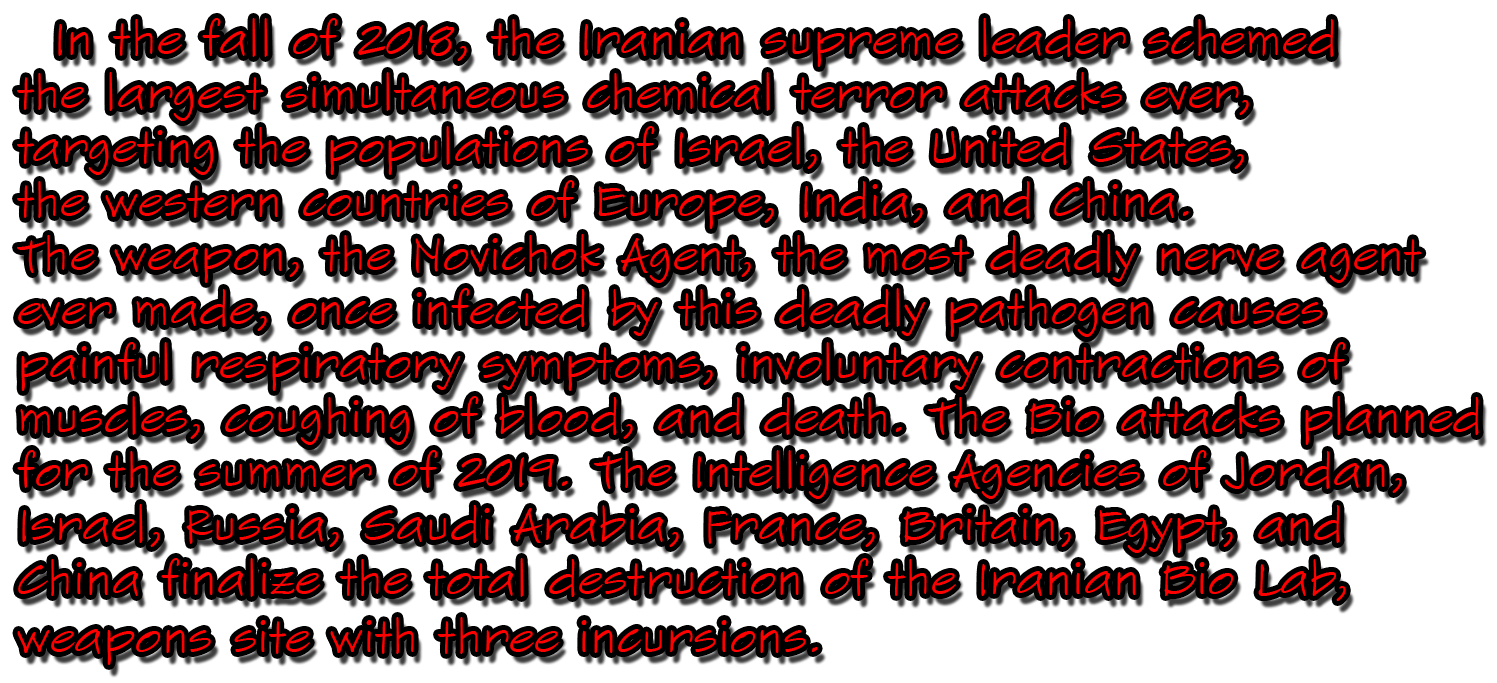 In the fall of 2018, the Iranian supreme leader schemed
the largest simultaneous chemical terror attacks ever,
targeting the populations of Israel, the United States,
the western countries of Europe, India, and China.
The weapon, the Novichok Agent, the most deadly nerve agent
ever made, once infected by this deadly pathogen causes
painful respiratory symptoms, involuntary contractions of
muscles, coughing of blood, and death. The Bio attacks planned
for the summer of 2019. The Intelligence Agencies of Jordan,
Israel, Russia, Saudi Arabia, France, Britain, Egypt, and
China finalize the total destruction of the Iranian Bio Lab,
weapons site with three incursions.